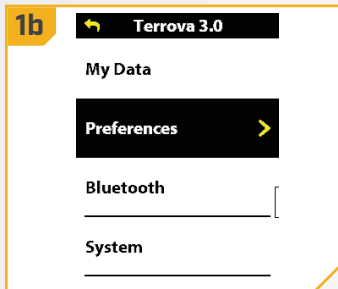 1b
Terrova 3.0
My Data
Preferences
Bluetooth
System